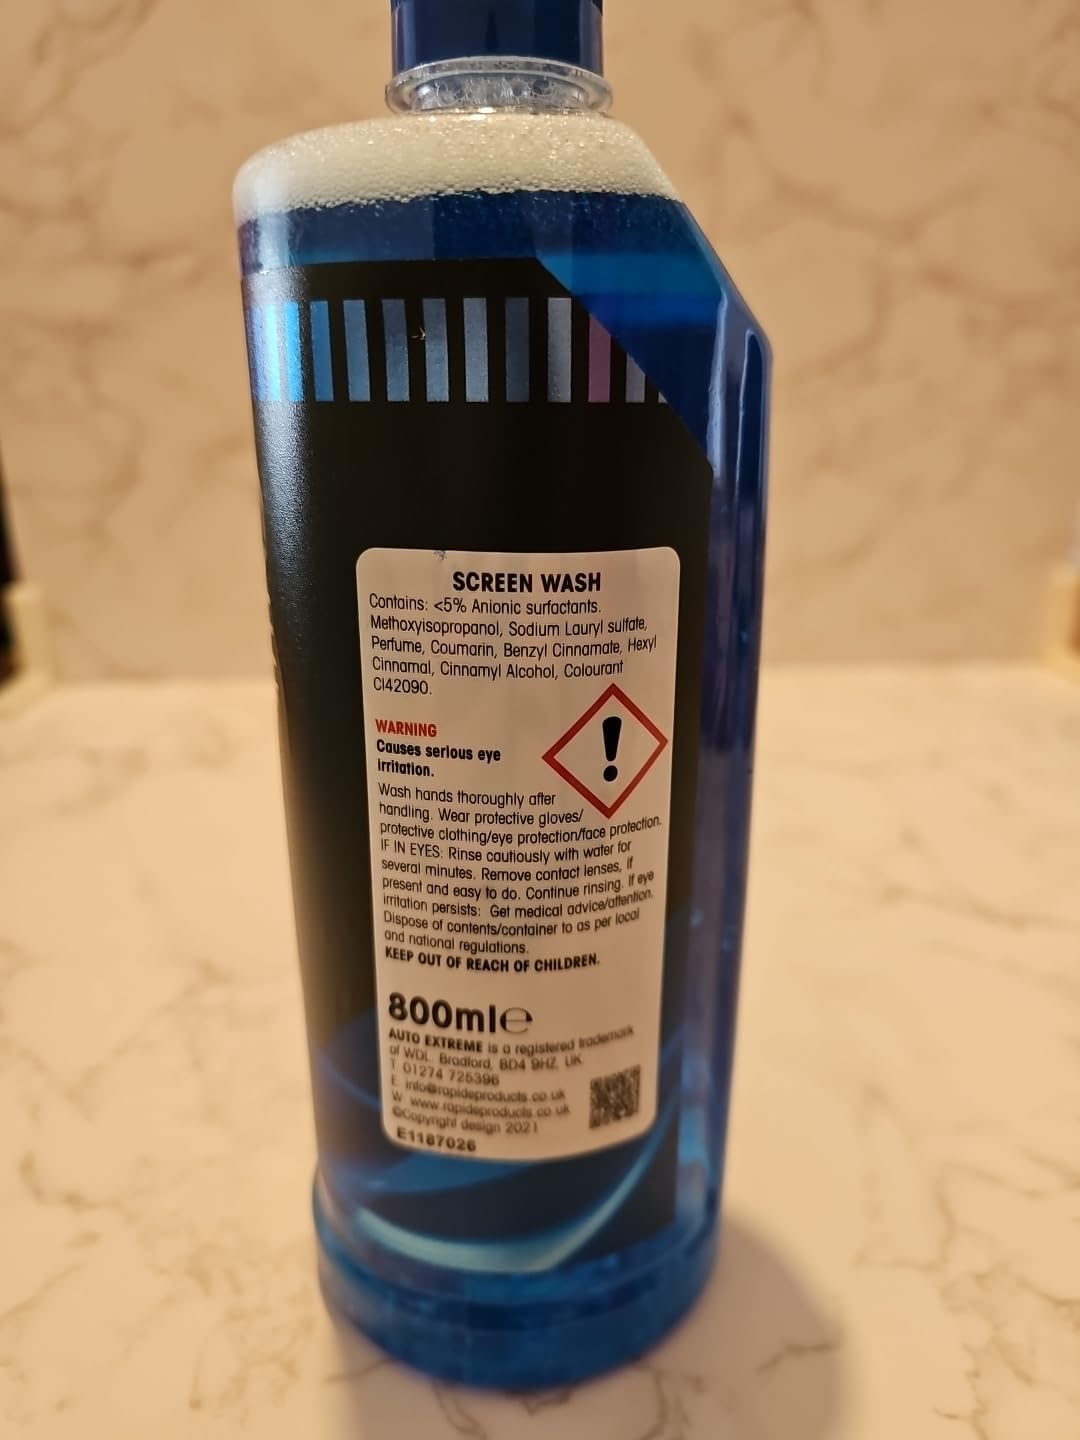 SCREEN WASH
Contains: <5% Anionic surfactants.
Methoxyisopropanol, Sodium Lauryl sulfate,
Perfume, Coumarin, Benzyl Cinnamate, Hexyl
Cinnamal, Cinnamyl Alcohol, Colourant
CI42090.
WARNING
Causes serious eye
irritation.
Wash hands thoroughly after
handling. Wear protective gloves/
protective clothing/eye protection/face protection.
IF IN EYES: Rinse cautiously with water for
several minutes. Remove contact lenses, if
present and easy to do. Continue rinsing. If eye
irritation persists: Get medical advice/attention.
Dispose of contents/container to as per local
and national regulations.
KEEP OUT OF REACH OF CHILDREN.
800ml℮
AUTO EXTREME is a registered trademark
of WDL. Bradford, BD4 9HZ, UK
T 01274 725396
E info@rapideproducts.co.uk
W www.rapideproducts.co.uk
©Copyright design 2021
E1187026